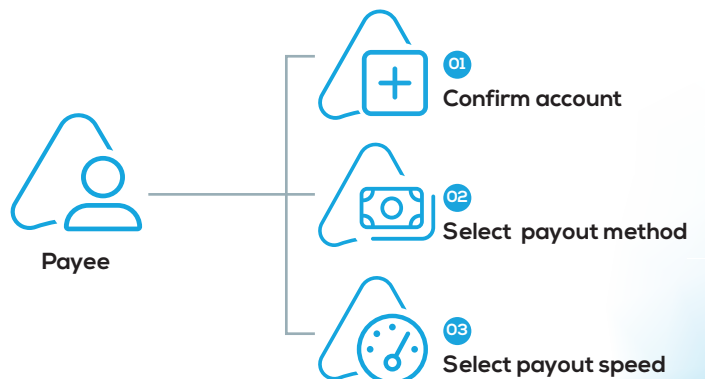 01
Confirm account
02
Select payout method
Payee
03
Select payout speed